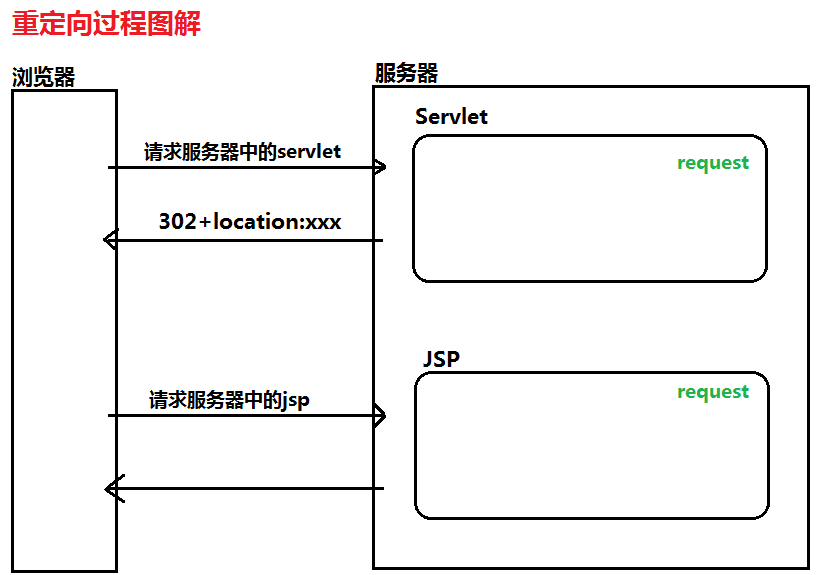 重定向过程图解
浏览器
服务器
Servlet
请求服务器中的servlet
request
302+location:xxx
JSP
请求服务器中的jsp
request